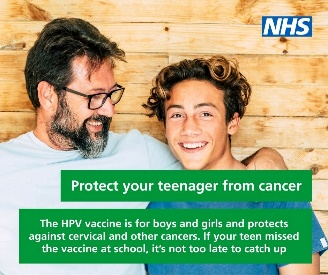 NHS
Protect your teenager from cancer
The HPV vaccine is for boys and girls and protects
against cervical and other cancers. If your teen missed
the vaccine at school, it's not too late to catch up